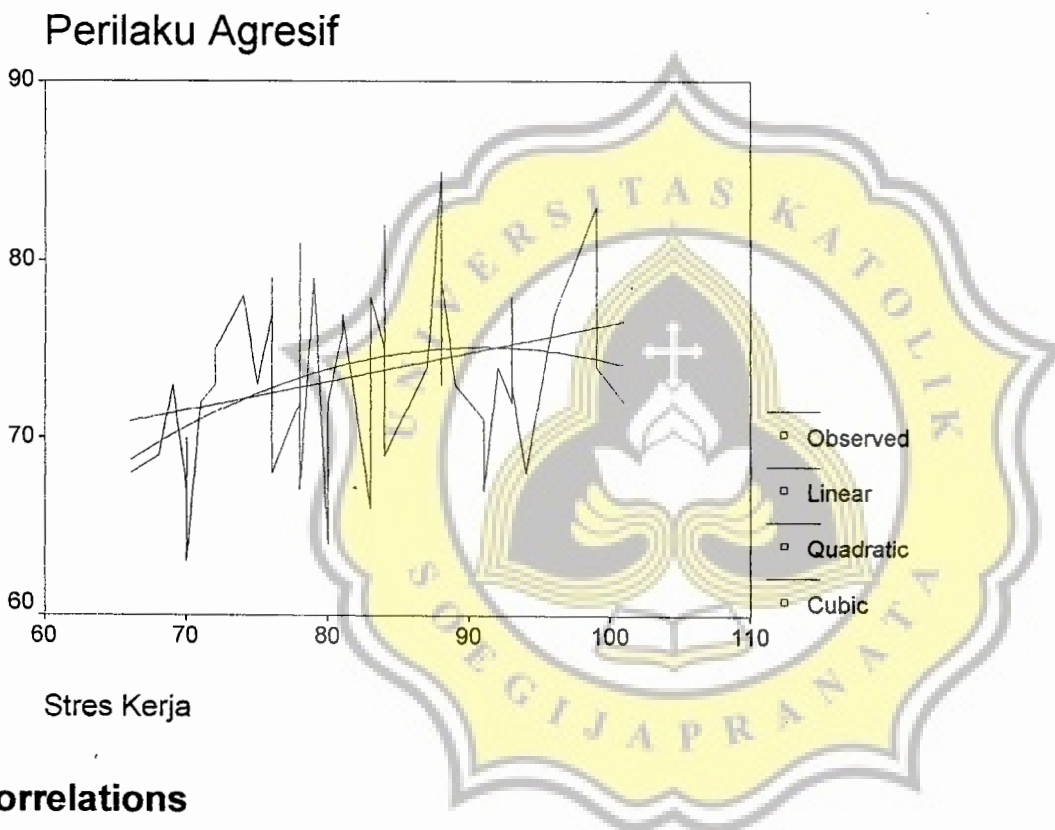 Perilaku Agresif
90
80
70
60
60
70
80
90
100
110
Observed
Linear
Quadratic
Cubic
Stres Kerja
orrelations
UNIVERSITAS KATOLIK
SOEGIJAPRANATA